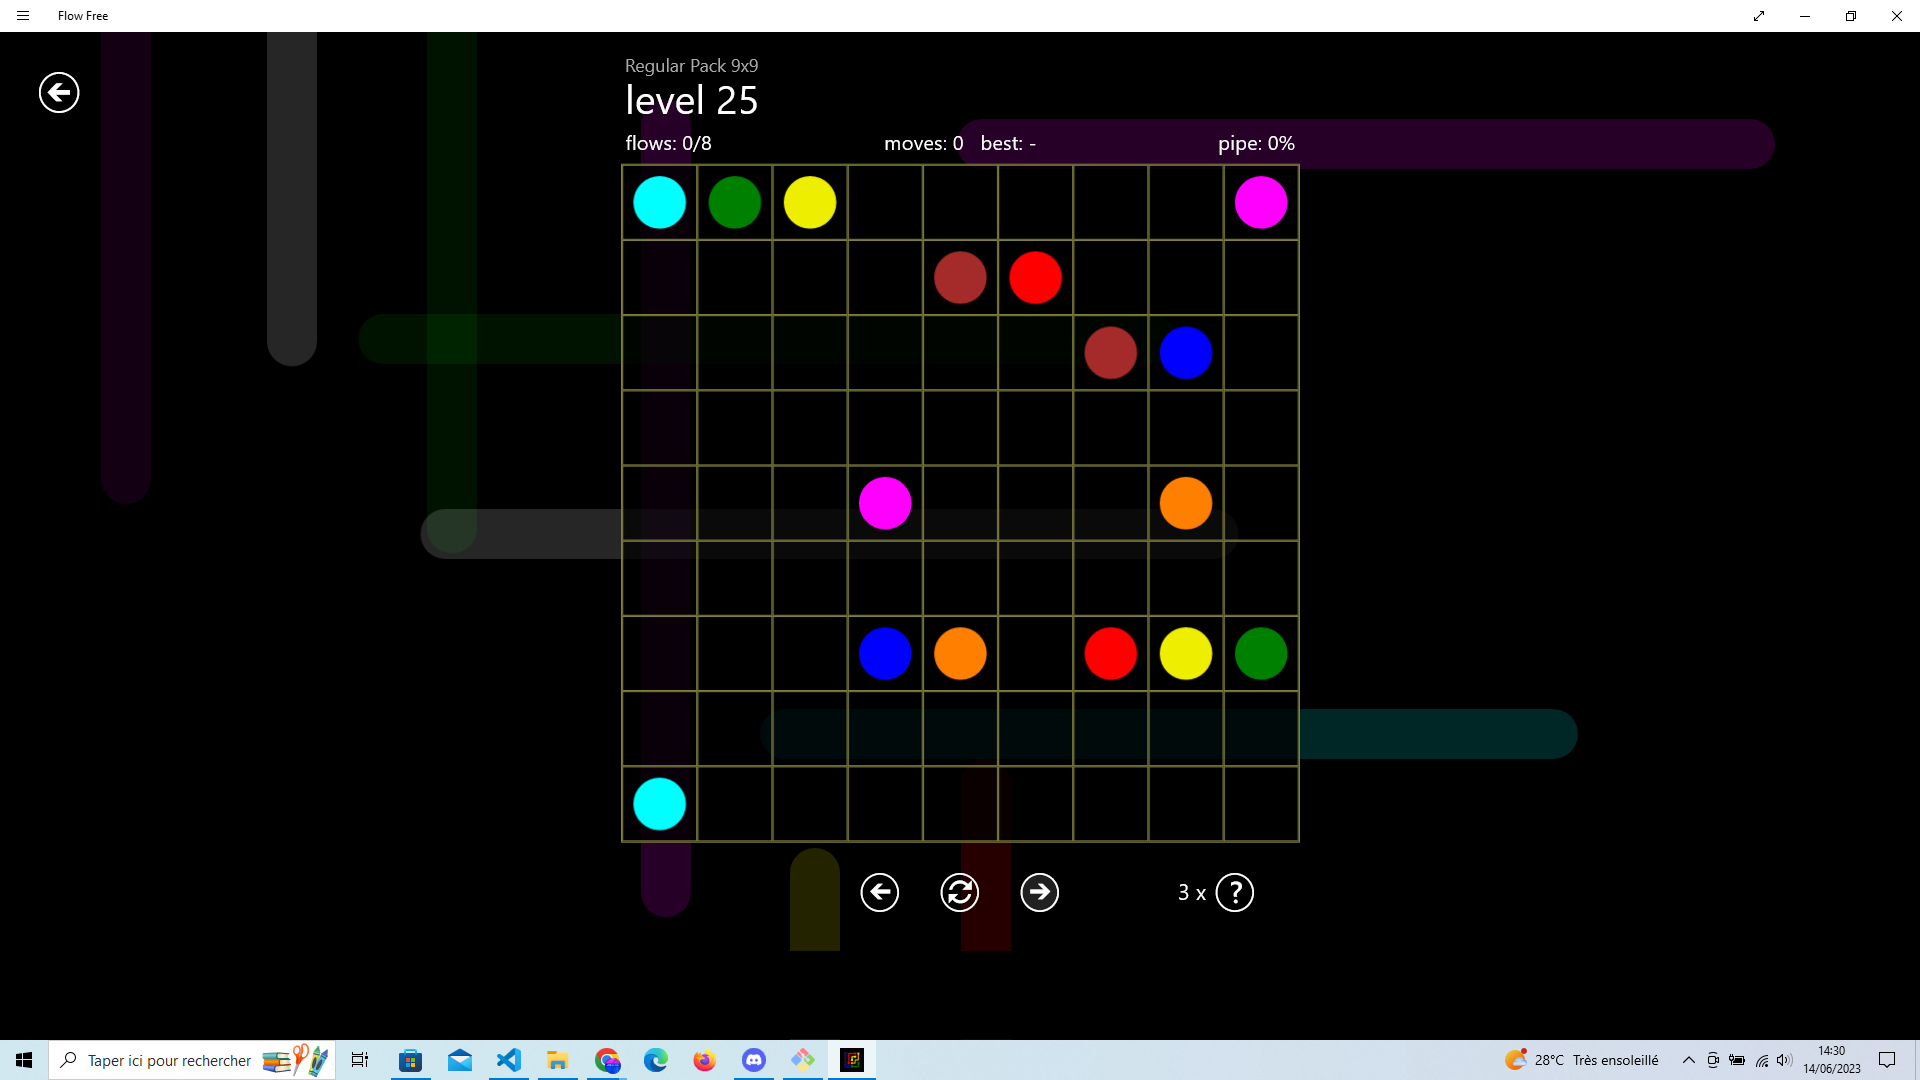 Flow Free
Regular Pack 9x9
level 25
flows: 0/8
moves: 0 best: -
pipe: 0%
3 x ?
Taper ici pour rechercher
28°C Très ensoleillé
14:30
14/06/2023